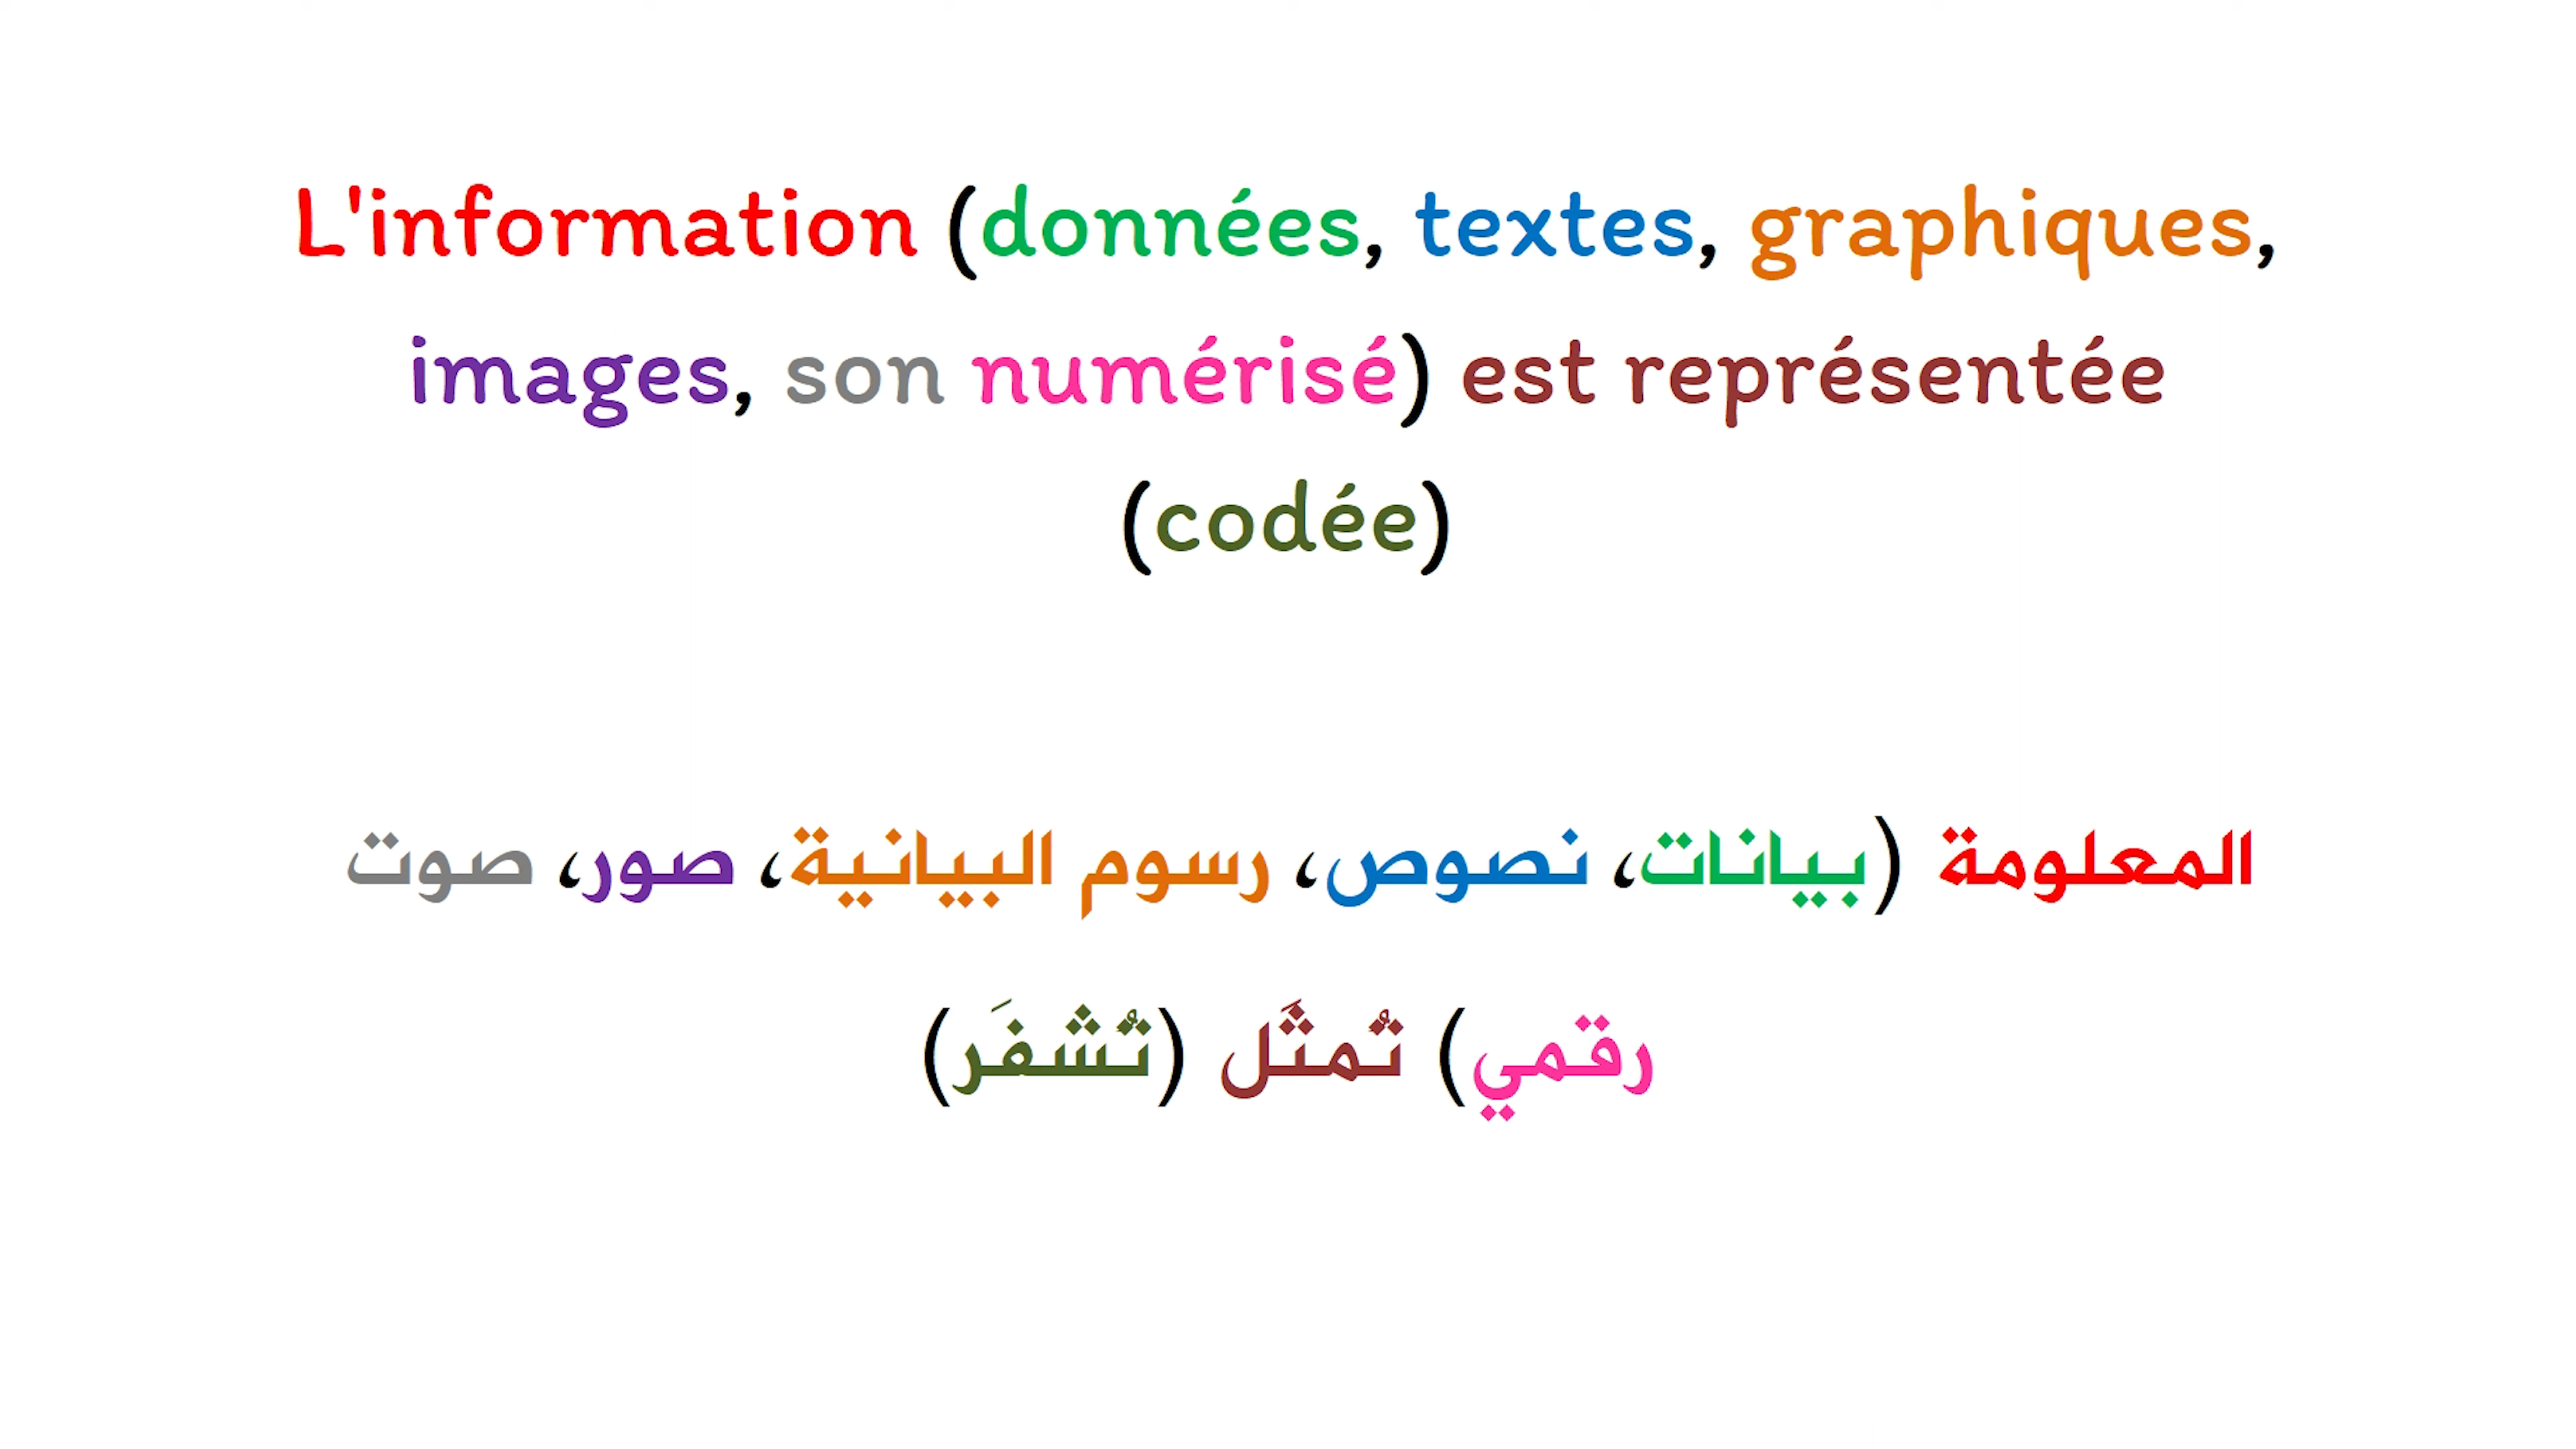 L'information (données, textes, graphiques,
images, son numérisé) est représentée
(codée)
المعلومة (بيانات، نصوص، رسوم البيانية، صور، صوت
رقمي) تُمثَل (تُشفَر)